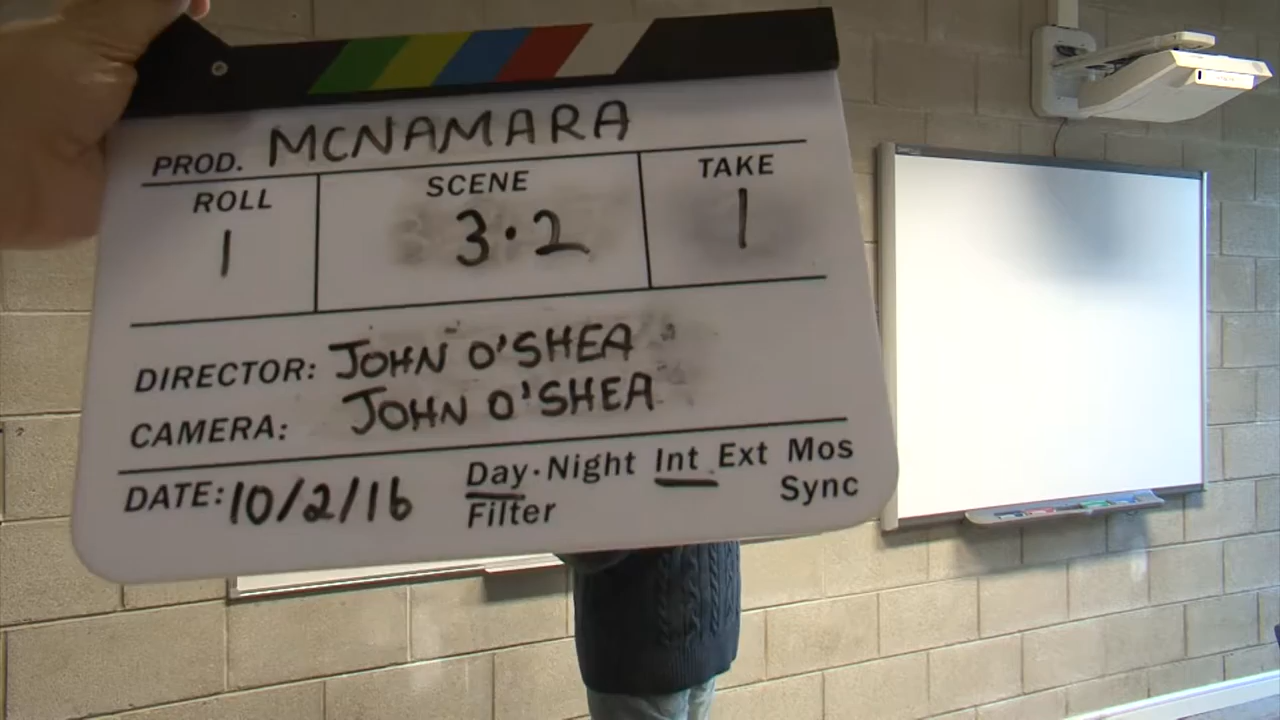 PROD. MCNAMARA
ROLL SCENE TAKE
1 3.2 1
DIRECTOR: JOHN O'SHEA
CAMERA: JOHN O'SHEA
DATE: 10/2/16 Day·Night Int Ext Mos
Filter Sync